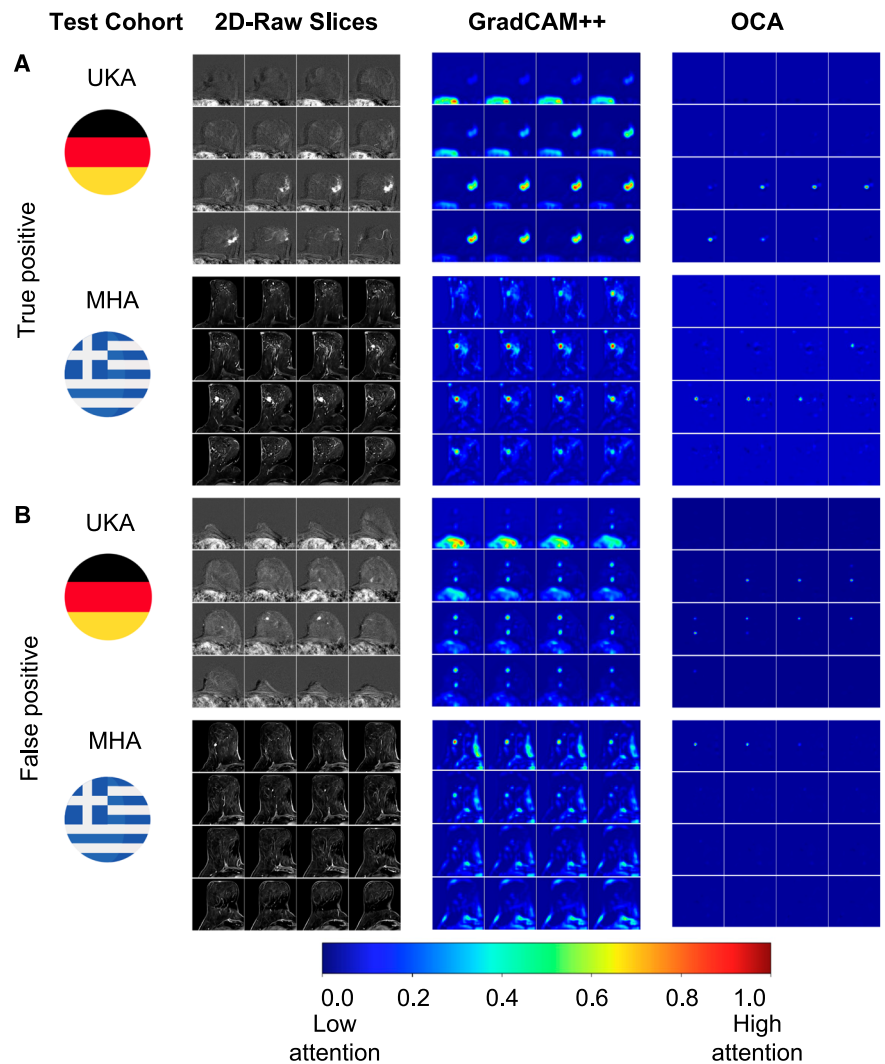 Test Cohort 2D-Raw Slices GradCAM++ OCA
A
UKA
True positive
MHA
B
UKA
False positive
MHA
0.0 0.2 0.4 0.6 0.8 1.0
Low attention High attention